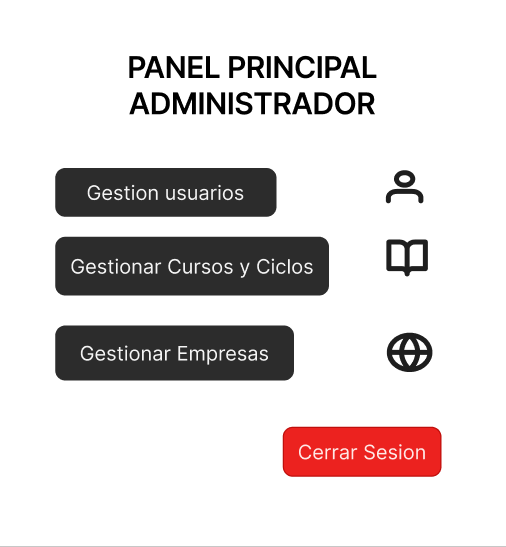 PANEL PRINCIPAL
ADMINISTRADOR
Gestion usuarios
Gestionar Cursos y Ciclos
Gestionar Empresas
Cerrar Sesion